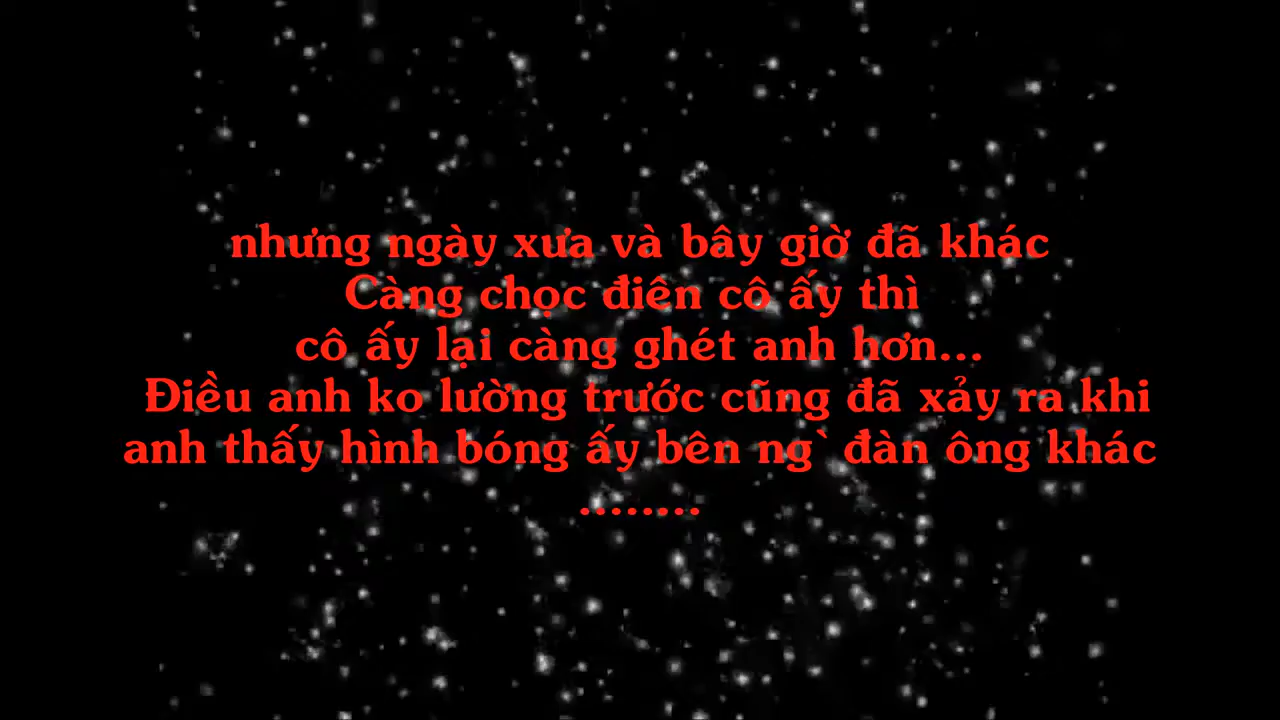 nhưng ngày xưa và bây giờ đã khác
Càng chọc điên cô ấy thì
cô ấy lại càng ghét anh hơn...
Điều anh ko lường trước cũng đã xảy ra khi
anh thấy hình bóng ấy bên ng` đàn ông khác
........